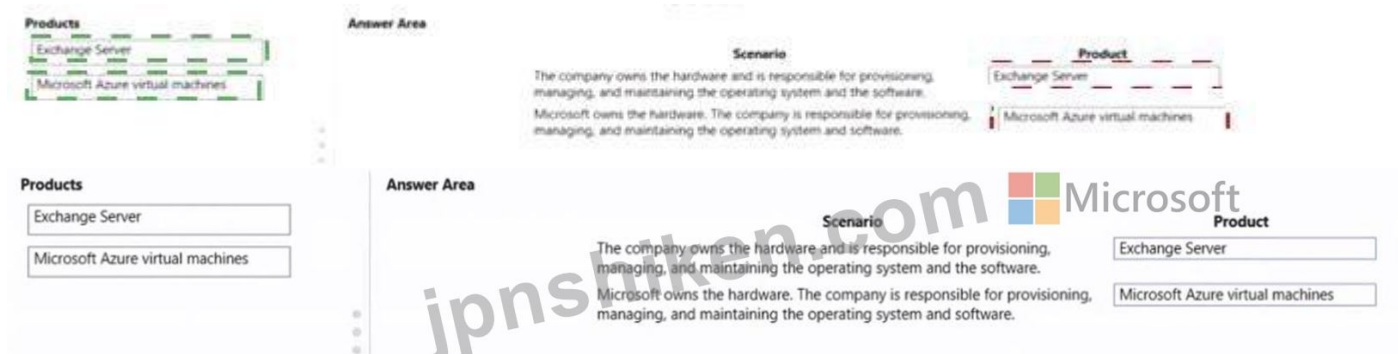 Products
Answer Area
Exchange Server
Microsoft Azure virtual machines
Scenario
Product
The company owns the hardware and is responsible for provisioning,
managing, and maintaining the operating system and the software.
Exchange Server
Microsoft owns the hardware. The company is responsible for provisioning,
managing, and maintaining the operating system and software.
Microsoft Azure virtual machines
Products
Answer Area
Exchange Server
Microsoft Azure virtual machines
Microsoft
Scenario
Product
The company owns the hardware and is responsible for provisioning,
managing, and maintaining the operating system and the software.
Exchange Server
Microsoft owns the hardware. The company is responsible for provisioning,
managing, and maintaining the operating system and software.
Microsoft Azure virtual machines
jpnshiken.com